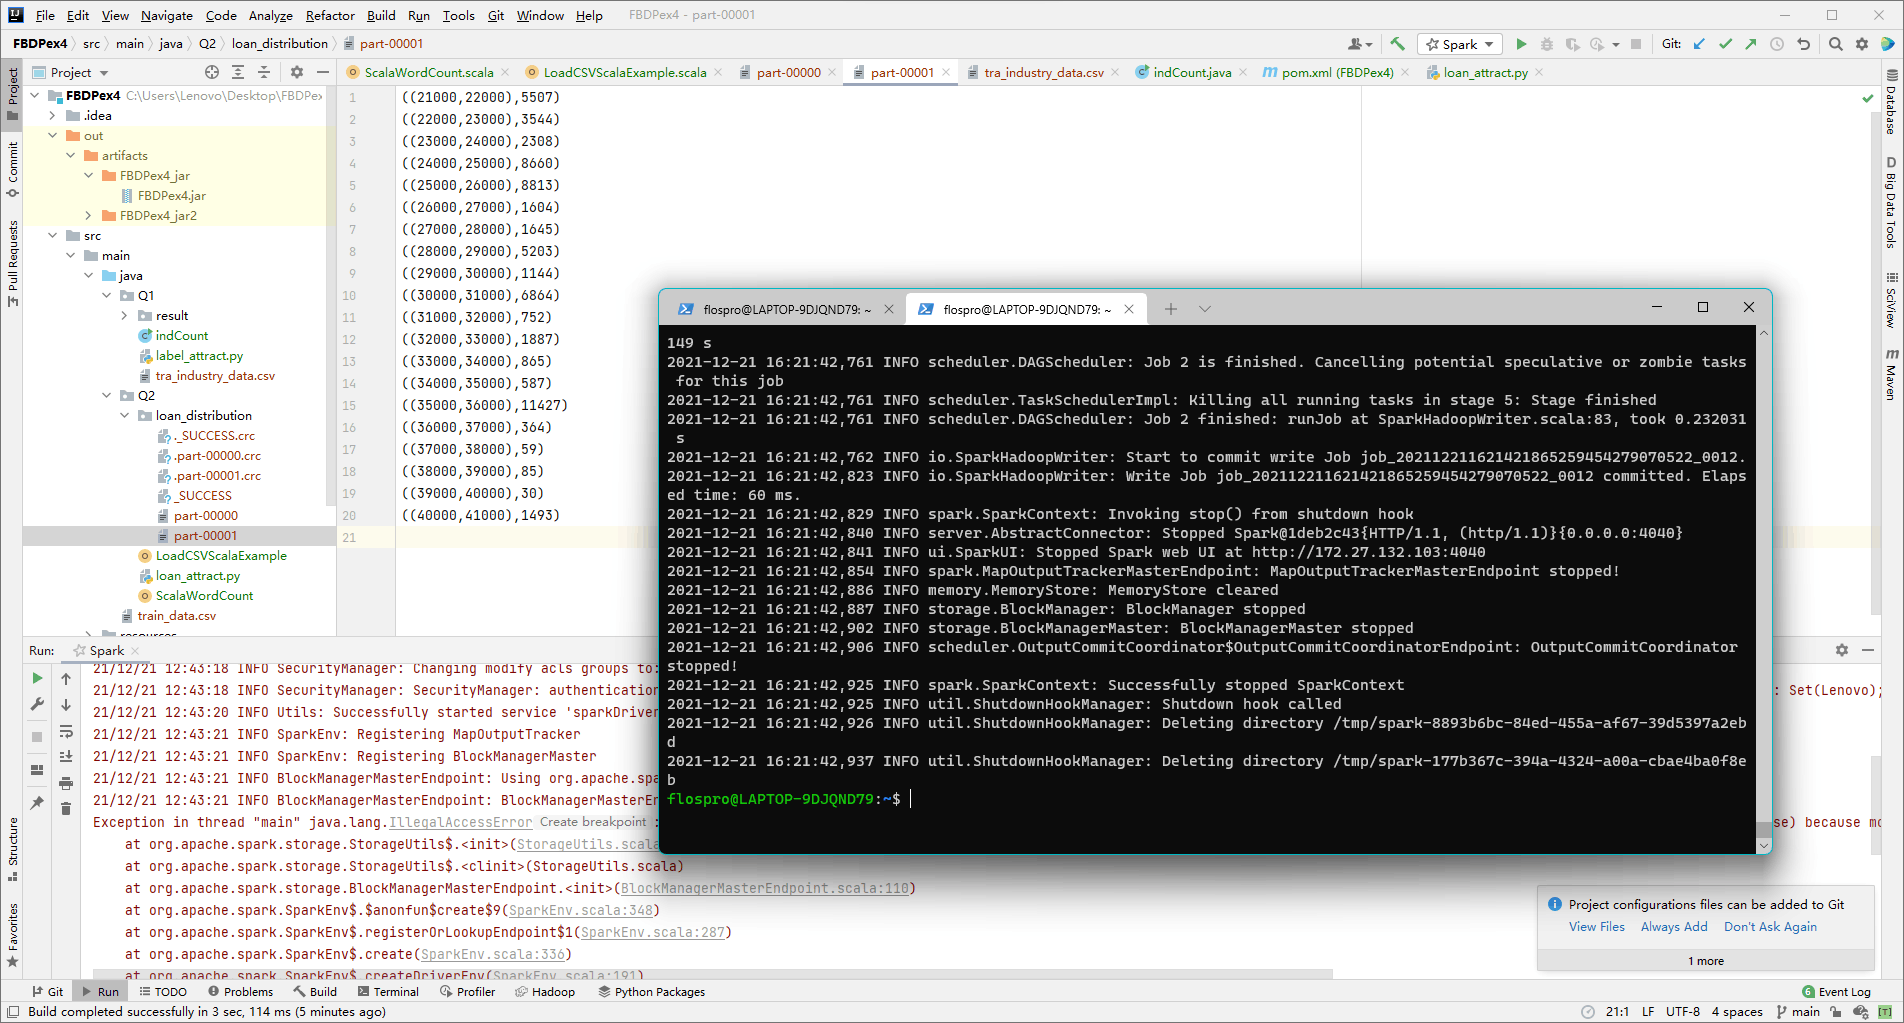 File Edit View Navigate Code Analyze Refactor Build Run Tools Git Window Help FBDPex4 - part-00001
FBDPex4 src main java Q2 loan_distribution part-00001
Spark
Git:
Project
ScalaWordCount.scala
LoadCSVScalaExample.scala
part-00000
part-00001
tra_industry_data.csv
indCount.java
pom.xml (FBDPex4)
loan_attract.py
Project
Commit
Pull Requests
Structure
Favorites
FBDPex4 C:\Users\Lenovo\Desktop\FBDPex
.idea
out
artifacts
FBDPex4_jar
FBDPex4.jar
FBDPex4_jar2
src
main
java
Q1
result
indCount
label_attract.py
tra_industry_data.csv
Q2
loan_distribution
._SUCCESS.crc
.part-00000.crc
.part-00001.crc
_SUCCESS
part-00000
part-00001
LoadCSVScalaExample
loan_attract.py
ScalaWordCount
train_data.csv
resources
1 ((21000,22000),5507)
2 ((22000,23000),3544)
3 ((23000,24000),2308)
4 ((24000,25000),8660)
5 ((25000,26000),8813)
6 ((26000,27000),1604)
7 ((27000,28000),1645)
8 ((28000,29000),5203)
9 ((29000,30000),1144)
10 ((30000,31000),6864)
11 ((31000,32000),752)
12 ((32000,33000),1887)
13 ((33000,34000),865)
14 ((34000,35000),587)
15 ((35000,36000),11427)
16 ((36000,37000),364)
17 ((37000,38000),59)
18 ((38000,39000),85)
19 ((39000,40000),30)
20 ((40000,41000),1493)
21
Database
D Big Data Tools
SciView
m Maven
flospro@LAPTOP-9DJQND79: ~
flospro@LAPTOP-9DJQND79: ~
149 s
2021-12-21 16:21:42,761 INFO scheduler.DAGScheduler: Job 2 is finished. Cancelling potential speculative or zombie tasks
for this job
2021-12-21 16:21:42,761 INFO scheduler.TaskSchedulerImpl: Killing all running tasks in stage 5: Stage finished
2021-12-21 16:21:42,761 INFO scheduler.DAGScheduler: Job 2 finished: runJob at SparkHadoopWriter.scala:83, took 0.232031
s
2021-12-21 16:21:42,762 INFO io.SparkHadoopWriter: Start to commit write Job job_202112211621421865259454279070522_0012.
2021-12-21 16:21:42,823 INFO io.SparkHadoopWriter: Write Job job_202112211621421865259454279070522_0012 committed. Elaps
ed time: 60 ms.
2021-12-21 16:21:42,829 INFO spark.SparkContext: Invoking stop() from shutdown hook
2021-12-21 16:21:42,840 INFO server.AbstractConnector: Stopped Spark@1deb2c43{HTTP/1.1, (http/1.1)}{0.0.0.0:4040}
2021-12-21 16:21:42,841 INFO ui.SparkUI: Stopped Spark web UI at http://172.27.132.103:4040
2021-12-21 16:21:42,854 INFO spark.MapOutputTrackerMasterEndpoint: MapOutputTrackerMasterEndpoint stopped!
2021-12-21 16:21:42,886 INFO memory.MemoryStore: MemoryStore cleared
2021-12-21 16:21:42,887 INFO storage.BlockManager: BlockManager stopped
2021-12-21 16:21:42,902 INFO storage.BlockManagerMaster: BlockManagerMaster stopped
2021-12-21 16:21:42,906 INFO scheduler.OutputCommitCoordinator$OutputCommitCoordinatorEndpoint: OutputCommitCoordinator
stopped!
2021-12-21 16:21:42,925 INFO spark.SparkContext: Successfully stopped SparkContext
2021-12-21 16:21:42,925 INFO util.ShutdownHookManager: Shutdown hook called
2021-12-21 16:21:42,926 INFO util.ShutdownHookManager: Deleting directory /tmp/spark-8893b6bc-84ed-455a-af67-39d5397a2eb
d
2021-12-21 16:21:42,937 INFO util.ShutdownHookManager: Deleting directory /tmp/spark-177b367c-394a-4324-a00a-cbae4ba0f8e
b
flospro@LAPTOP-9DJQND79:~$
Run: Spark
21/12/21 12:43:18 INFO SecurityManager: Changing modify acls groups to:
21/12/21 12:43:18 INFO SecurityManager: SecurityManager: authentication : Set(Lenovo);
21/12/21 12:43:20 INFO Utils: Successfully started service 'sparkDriver
21/12/21 12:43:21 INFO SparkEnv: Registering MapOutputTracker
21/12/21 12:43:21 INFO SparkEnv: Registering BlockManagerMaster
21/12/21 12:43:21 INFO BlockManagerMasterEndpoint: Using org.apache.spa
21/12/21 12:43:21 INFO BlockManagerMasterEndpoint: BlockManagerMasterEn
Exception in thread "main" java.lang.IllegalAccessError Create breakpoint : se) because mo
at org.apache.spark.storage.StorageUtils$.<init>(StorageUtils.scala
at org.apache.spark.storage.StorageUtils$.<clinit>(StorageUtils.scala)
at org.apache.spark.storage.BlockManagerMasterEndpoint.<init>(BlockManagerMasterEndpoint.scala:110)
at org.apache.spark.SparkEnv$.$anonfun$create$9(SparkEnv.scala:348)
at org.apache.spark.SparkEnv$.registerOrLookupEndpoint$1(SparkEnv.scala:287)
at org.apache.spark.SparkEnv$.create(SparkEnv.scala:336)
at org.apache.spark.SparkEnv$.createDriverEnv(SparkEnv.scala:191)
Project configurations files can be added to Git
View Files Always Add Don't Ask Again
1 more
Git Run TODO Problems Build Terminal Profiler Hadoop Python Packages 6 Event Log
Build completed successfully in 3 sec, 114 ms (5 minutes ago) 21:1 LF UTF-8 4 spaces main [T]